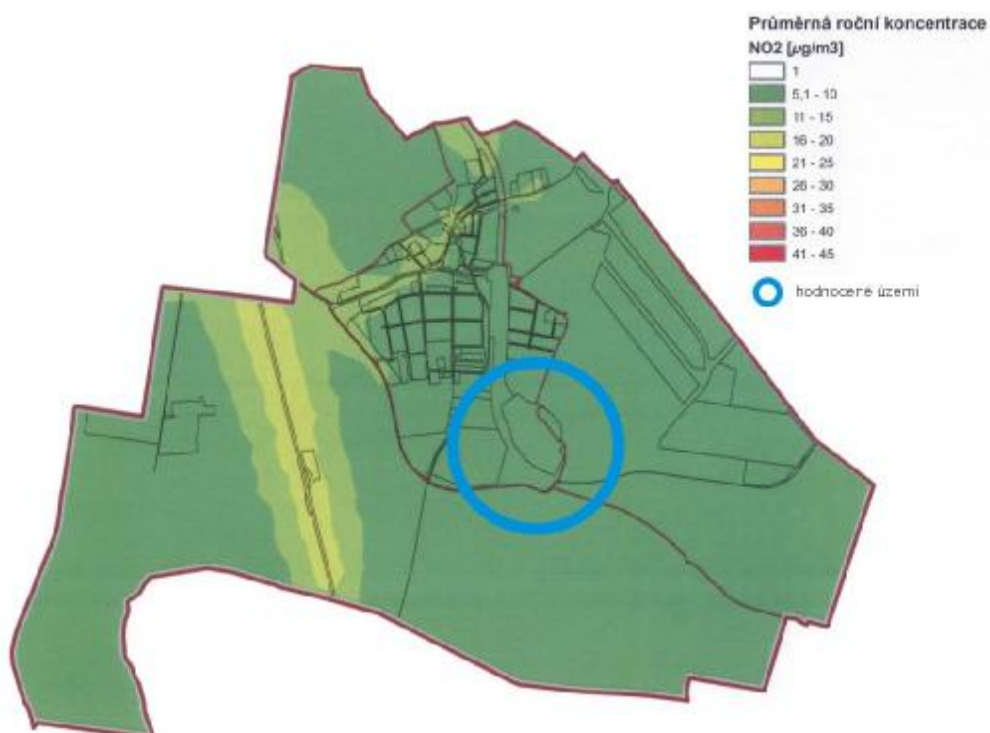 Průměrná roční koncentrace
NO2 [µg/m3]
1
5,1 - 10
11 - 15
16 - 20
21 - 25
26 - 30
31 - 35
36 - 40
41 - 45
hodnocené území